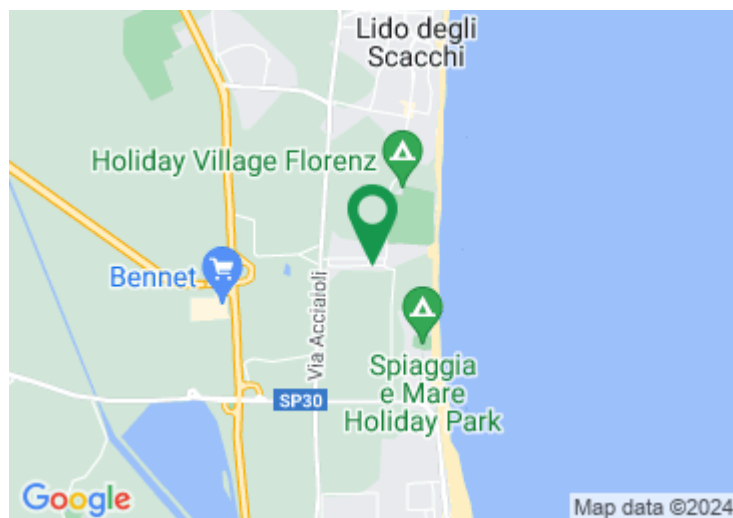 Lido degli
Scacchi
Holiday Village Florenz
Bennet
Via Acciaioli
Spiaggia
e Mare
Holiday Park
SP30
Google
Map data ©2024